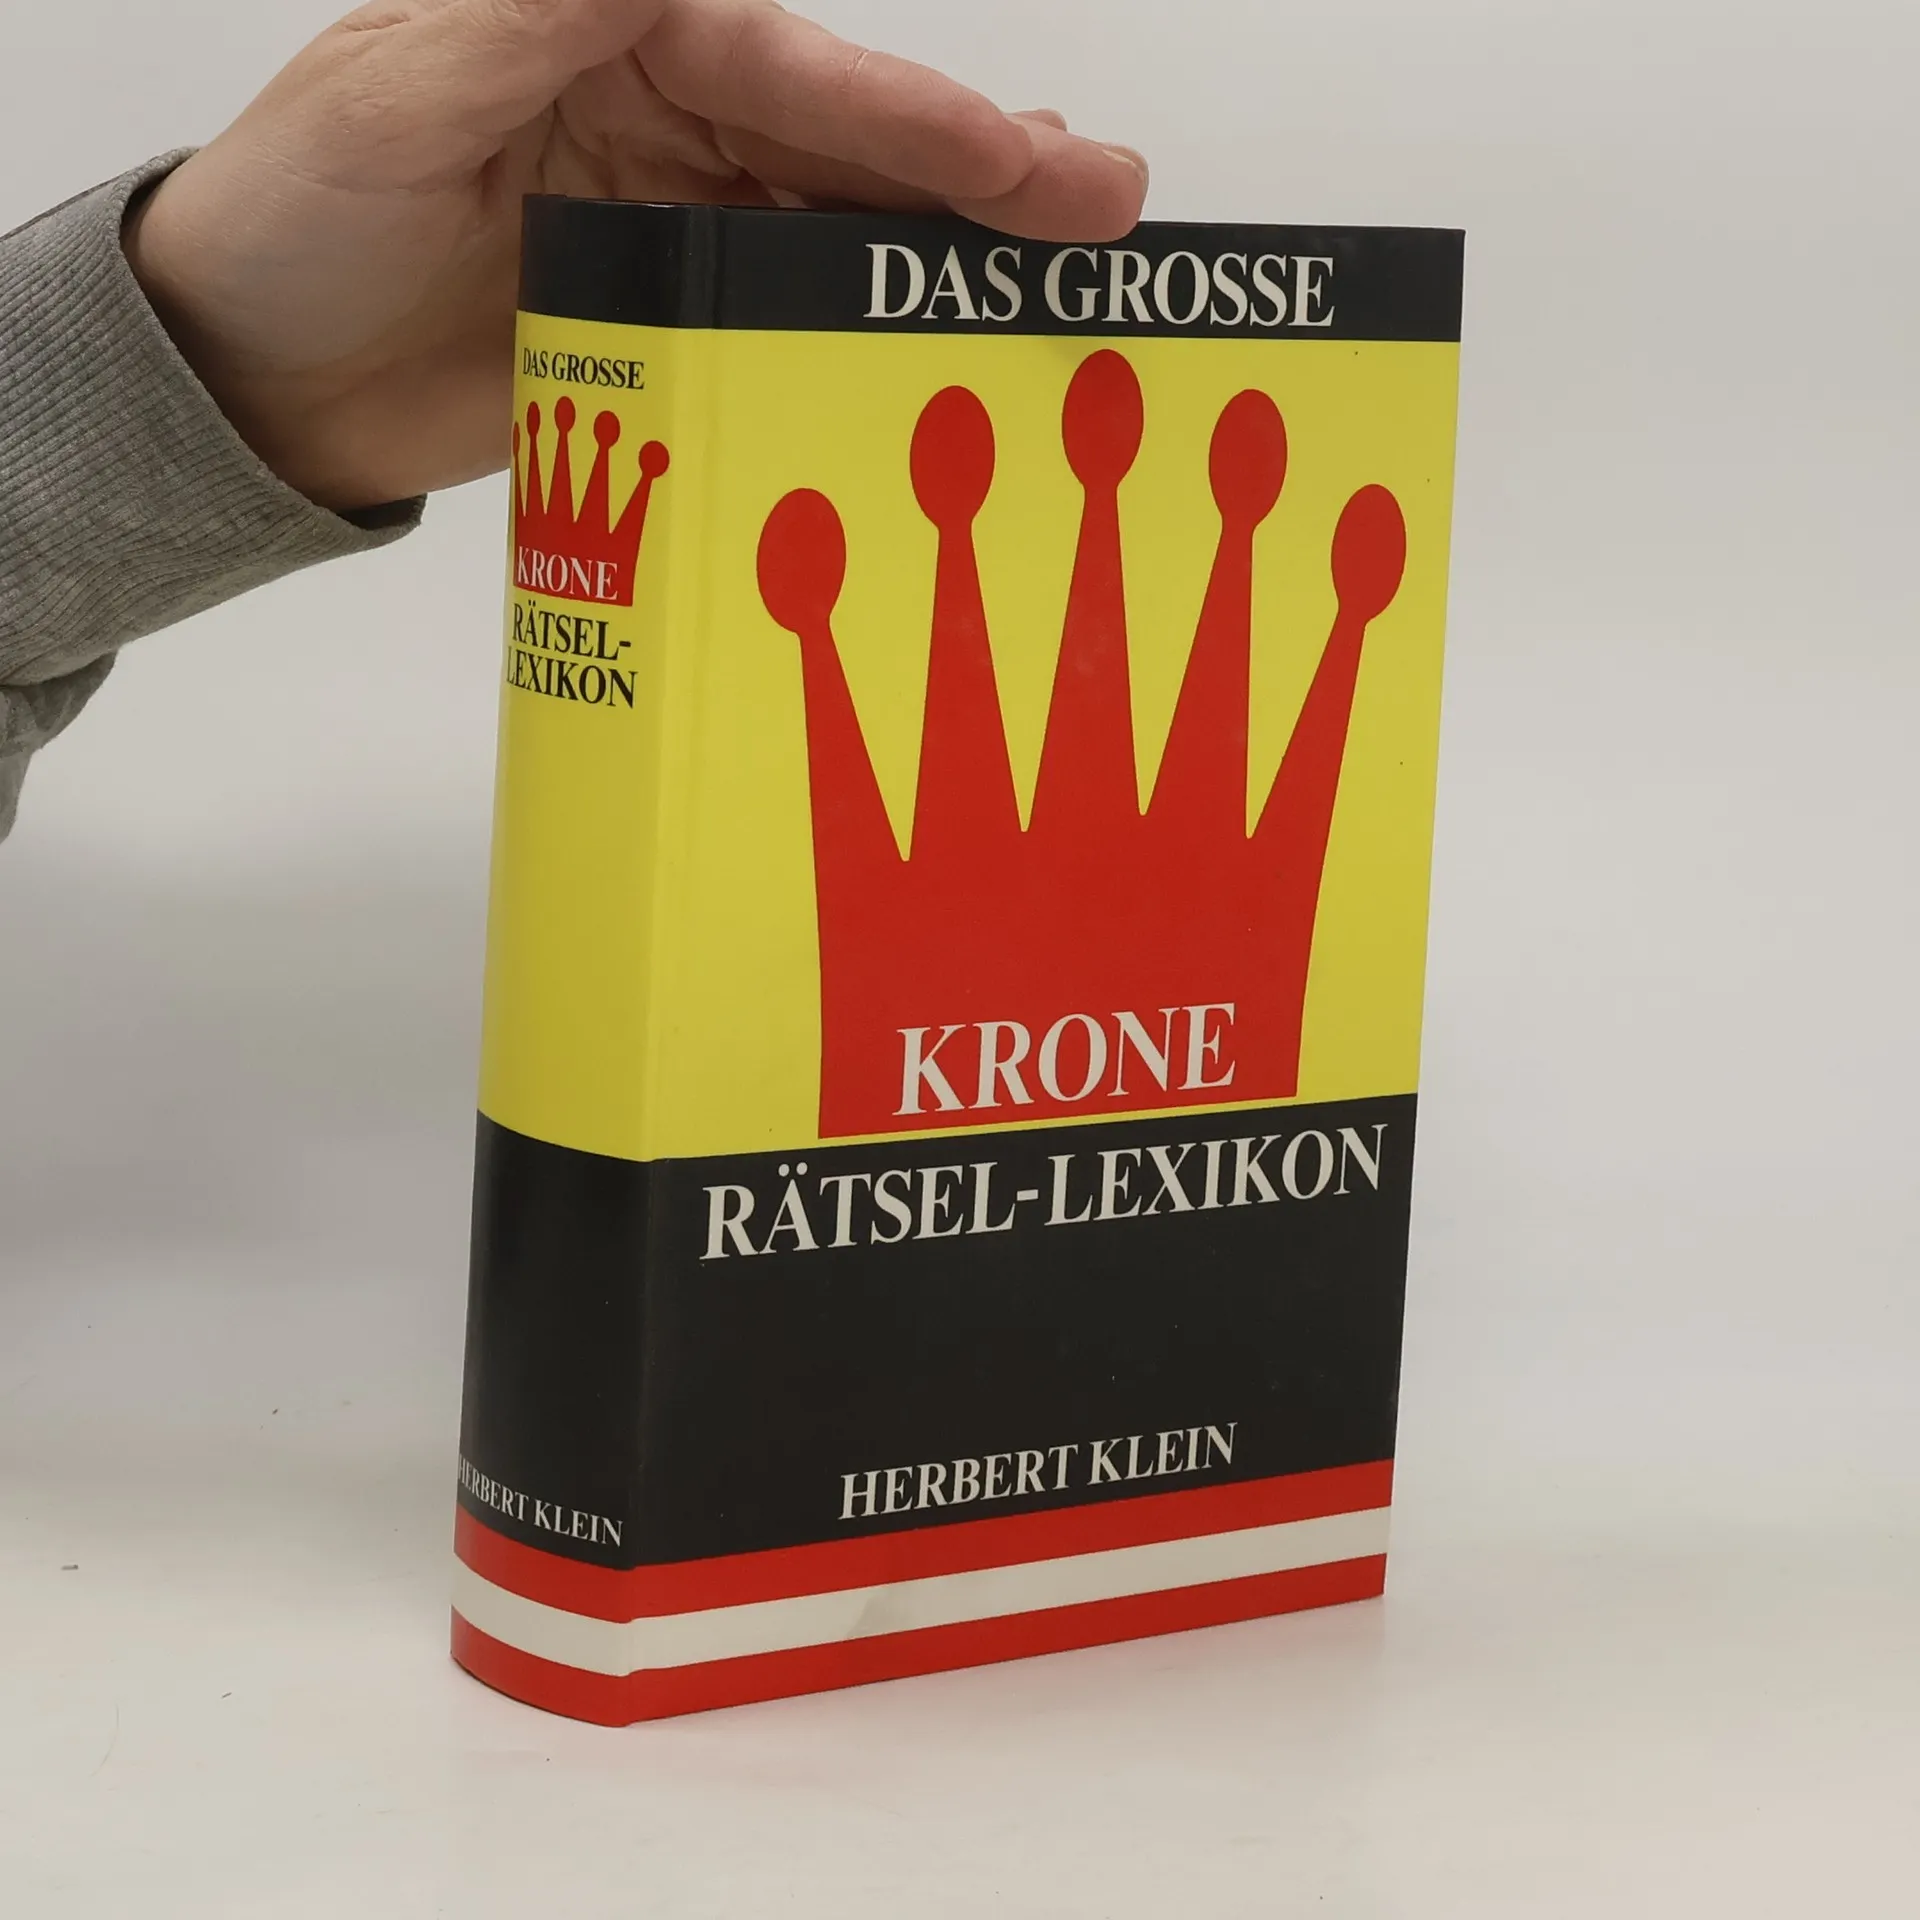 DAS GROSSE
KRONE
RÄTSEL-LEXIKON
HERBERT KLEIN
DAS GROSSE
KRONE
RÄTSEL-
LEXIKON
HERBERT KLEIN